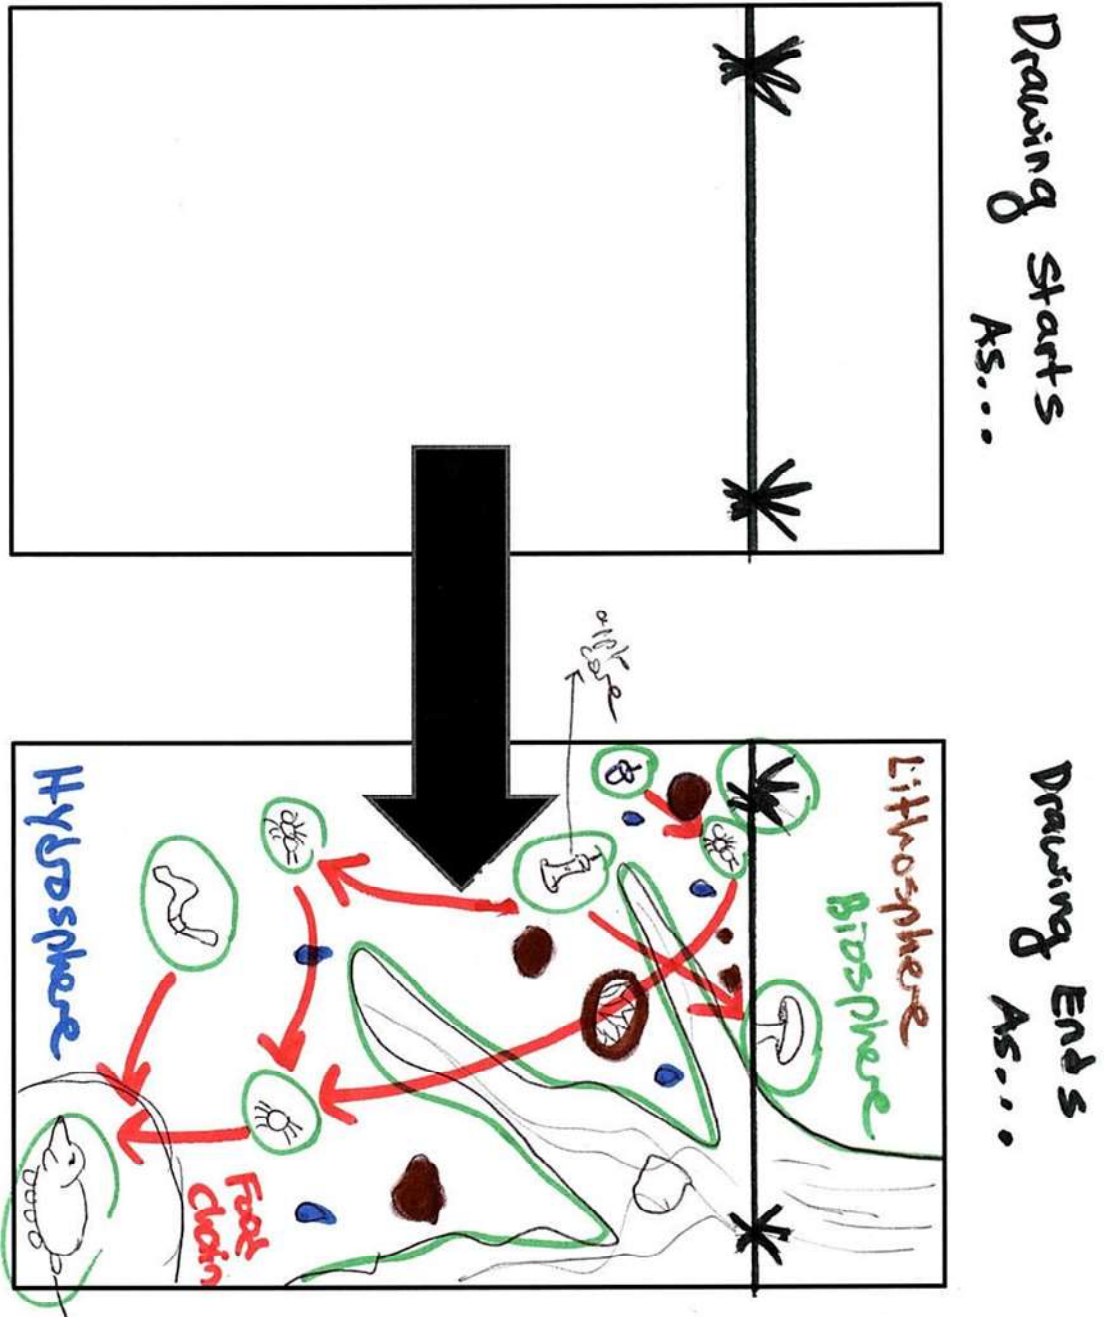 Drawing Starts
As...
Drawing Ends
As...
Lithosphere
Biosphere
Food
Chain
Hydrosphere